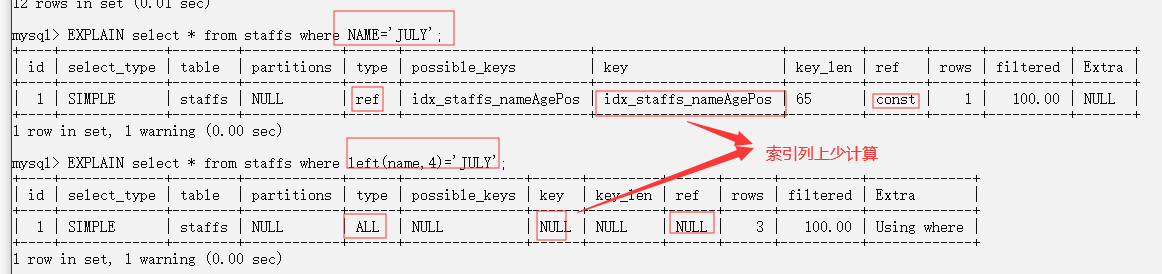 12 rows in set (0.01 sec)
mysql> EXPLAIN select * from staffs where NAME='JULY';
+----+-------------+--------+------------+------+-----------------------+-----------------------+---------+-------+------+----------+-------+
| id | select_type | table | partitions | type | possible_keys | key | key_len | ref | rows | filtered | Extra |
+----+-------------+--------+------------+------+-----------------------+-----------------------+---------+-------+------+----------+-------+
| 1 | SIMPLE | staffs | NULL | ref | idx_staffs_nameAgePos | idx_staffs_nameAgePos | 65 | const | 1 | 100.00 | NULL |
+----+-------------+--------+------------+------+-----------------------+-----------------------+---------+-------+------+----------+-------+
1 row in set, 1 warning (0.00 sec)
索引列上少计算
mysql> EXPLAIN select * from staffs where left(name,4)='JULY';
+----+-------------+--------+------------+------+---------------+------+---------+------+------+----------+-------------+
| id | select_type | table | partitions | type | possible_keys | key | key_len | ref | rows | filtered | Extra |
+----+-------------+--------+------------+------+---------------+------+---------+------+------+----------+-------------+
| 1 | SIMPLE | staffs | NULL | ALL | NULL | NULL | NULL | NULL | 3 | 100.00 | Using where |
+----+-------------+--------+------------+------+---------------+------+---------+------+------+----------+-------------+
1 row in set, 1 warning (0.00 sec)